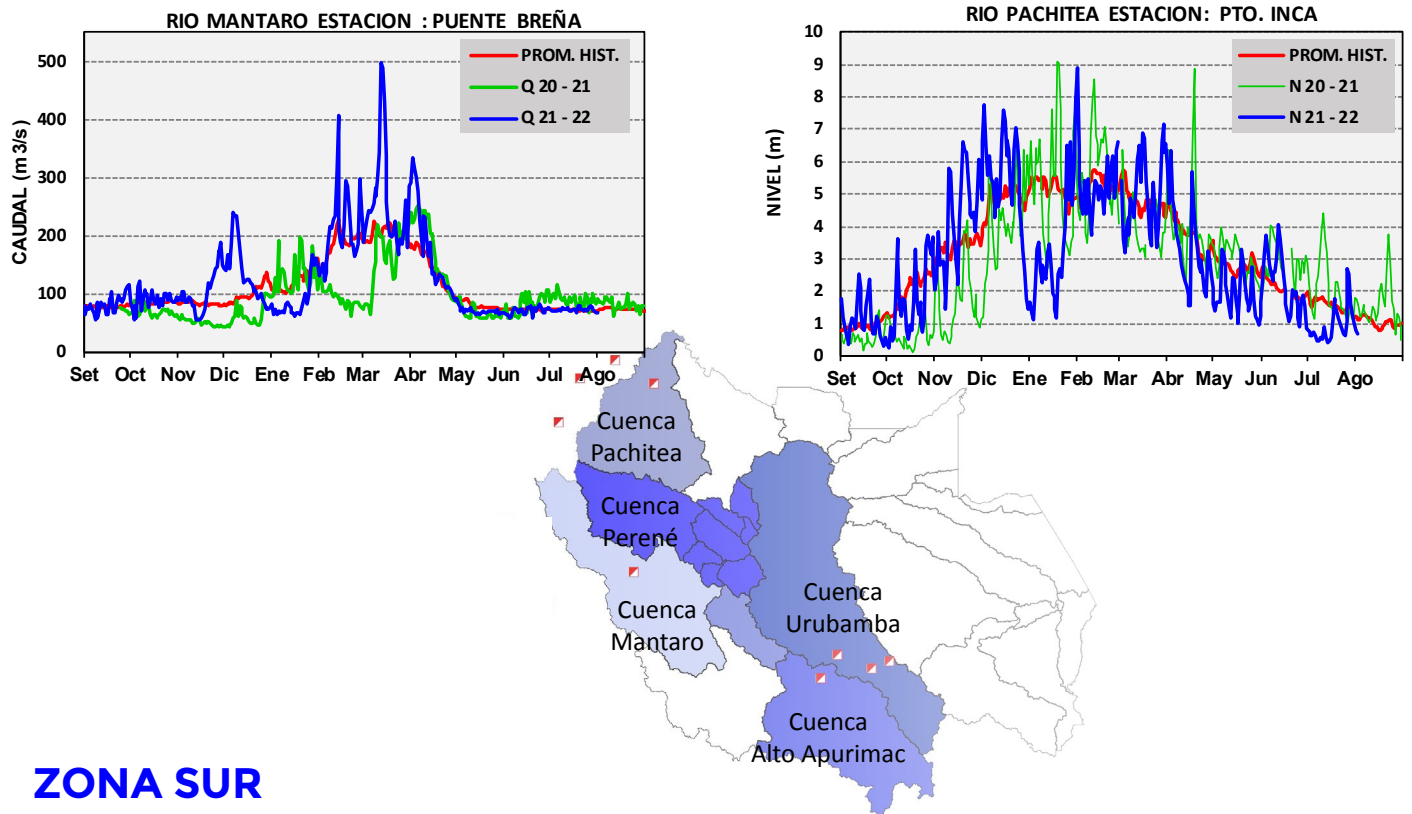 RIO MANTARO ESTACION : PUENTE BREÑA
CAUDAL (m 3/s)
500
400
300
200
100
0
PROM. HIST.
Q 20 - 21
Q 21 - 22
Set Oct Nov Dic Ene Feb Mar Abr May Jun Jul Ago
RIO PACHITEA ESTACION: PTO. INCA
NIVEL (m)
10
9
8
7
6
5
4
3
2
1
0
PROM. HIST.
N 20 - 21
N 21 - 22
Set Oct Nov Dic Ene Feb Mar Abr May Jun Jul Ago
Cuenca
Pachitea
Cuenca
Perené
Cuenca
Mantaro
Cuenca
Urubamba
Cuenca
Alto Apurimac
ZONA SUR